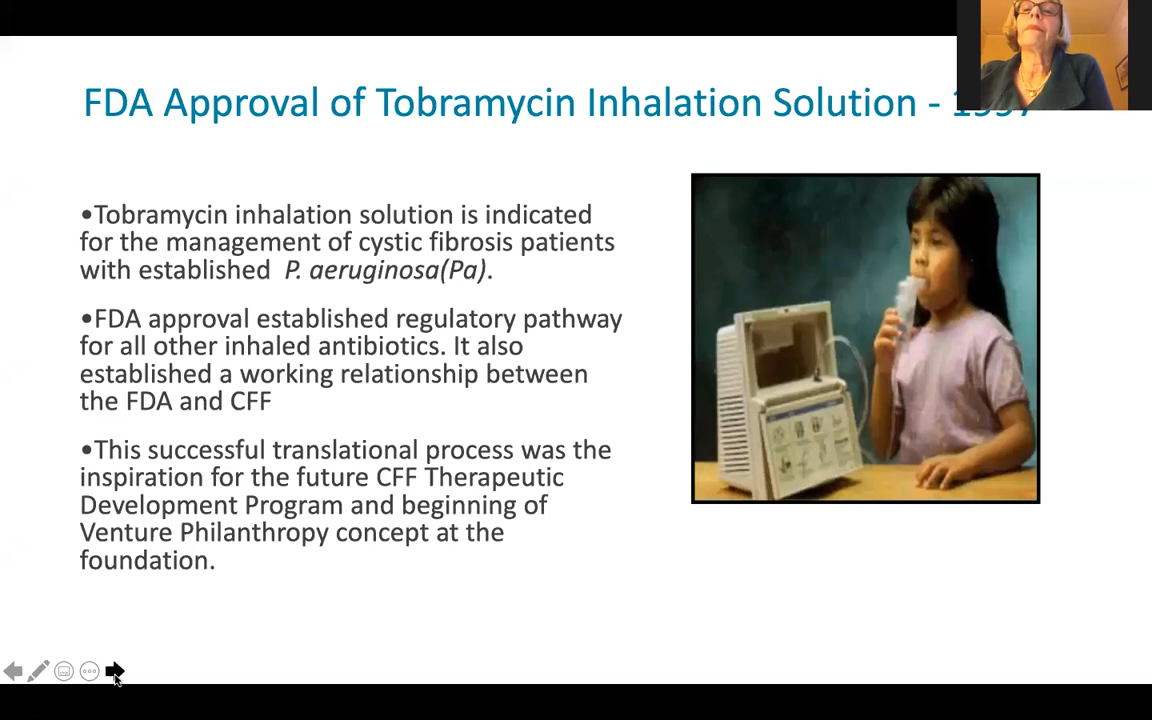 FDA Approval of Tobramycin Inhalation Solution - 1997
•Tobramycin inhalation solution is indicated
for the management of cystic fibrosis patients
with established P. aeruginosa(Pa).
•FDA approval established regulatory pathway
for all other inhaled antibiotics. It also
established a working relationship between
the FDA and CFF
•This successful translational process was the
inspiration for the future CFF Therapeutic
Development Program and beginning of
Venture Philanthropy concept at the
foundation.